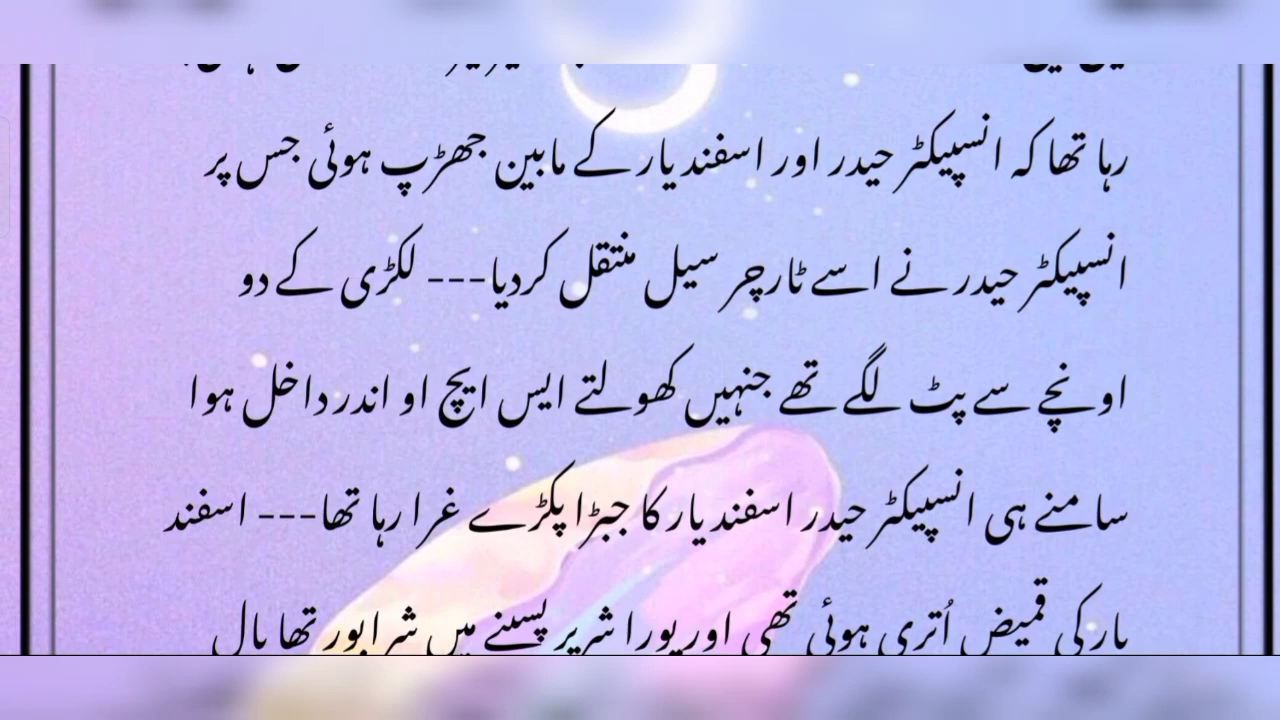 رہا تھا کہ انسپیکٹر حیدر اور اسفندیار کے مابین جھڑپ ہوئی جس پر
انسپیکٹر حیدر نے اسے ٹارچر سیل منتقل کردیا--- لکڑی کے دو
اونچے سے پٹ لگے تھے جنہیں کھولتے ایس ایچ او اندر داخل ہوا
سامنے ہی انسپیکٹر حیدر اسفندیار کا جبڑا پکڑے غرا رہا تھا--- اسفند
یار کی قمیض اُتری ہوئی تھی اور پورا شریر پسینے میں شرابور تھا بال